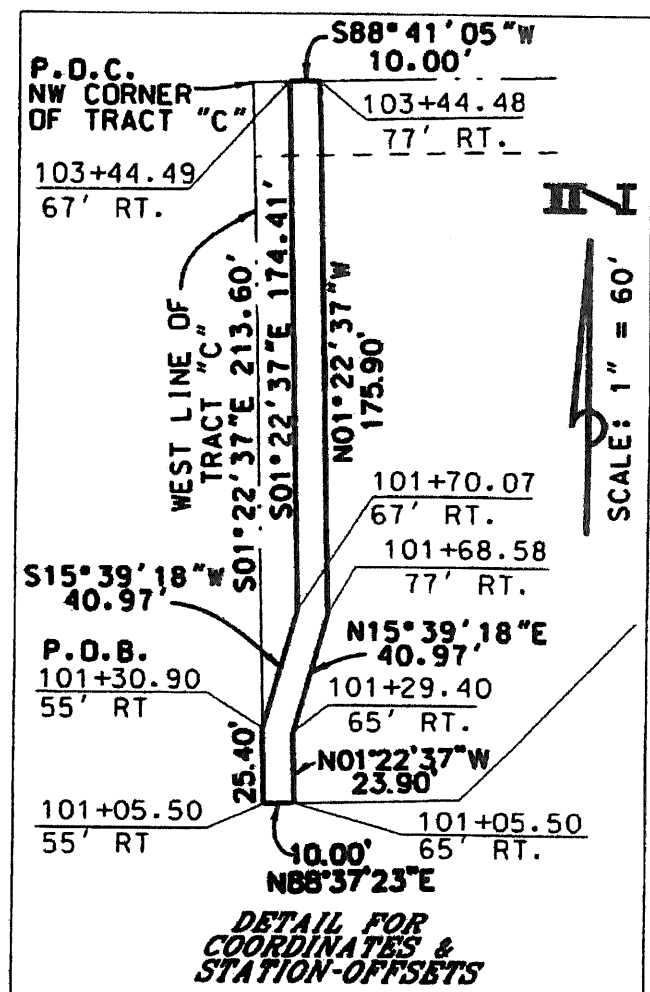 S88°41'05"W
10.00'
P.O.C.
NW CORNER
OF TRACT "C"
103+44.48
77' RT.
103+44.49
67' RT.
WEST LINE OF
TRACT "C"
S01°22'37"E 213.60'
S01°22'37"E 174.41'
N01°22'37"W
175.90'
SCALE: 1" = 60'
101+70.07
67' RT.
101+68.58
77' RT.
S15°39'18"W
40.97'
N15°39'18"E
40.97'
P.O.B.
101+30.90
55' RT
101+29.40
65' RT.
25.40'
N01°22'37"W
23.90'
101+05.50
55' RT
101+05.50
65' RT.
10.00'
N88°37'23"E
DETAIL FOR
COORDINATES &
STATION-OFFSETS